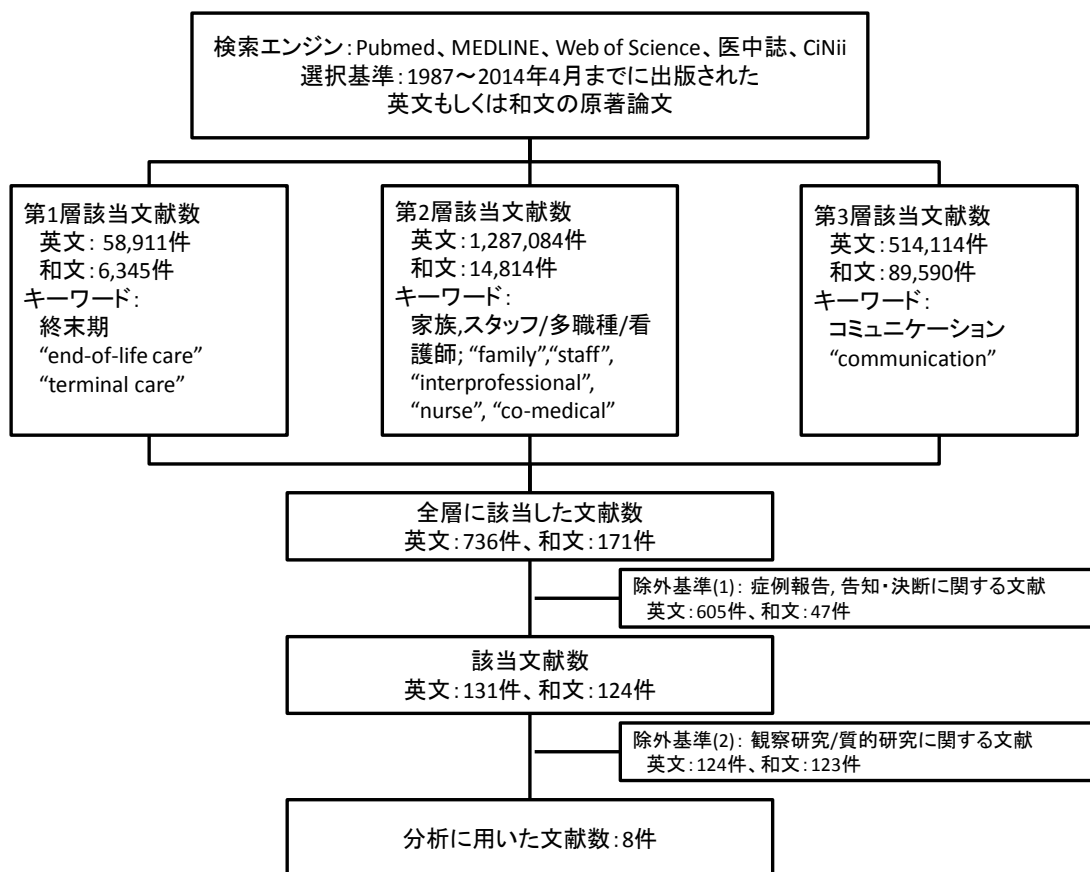 検索エンジン：Pubmed、MEDLINE、Web of Science、医中誌、CiNii
選択基準：1987～2014年4月までに出版された
英文もしくは和文の原著論文
第1層該当文献数
英文：58,911件
和文：6,345件
キーワード：
終末期
“end-of-life care”
“terminal care”
第2層該当文献数
英文：1,287,084件
和文：14,814件
キーワード：
家族,スタッフ/多職種/看
護師; “family”,“staff”,
“interprofessional”,
“nurse”, “co-medical”
第3層該当文献数
英文：514,114件
和文：89,590件
キーワード：
コミュニケーション
“communication”
全層に該当した文献数
英文：736件、和文：171件
除外基準(1)：症例報告, 告知・決断に関する文献
英文：605件、和文：47件
該当文献数
英文：131件、和文：124件
除外基準(2)：観察研究/質的研究に関する文献
英文：124件、和文：123件
分析に用いた文献数：8件